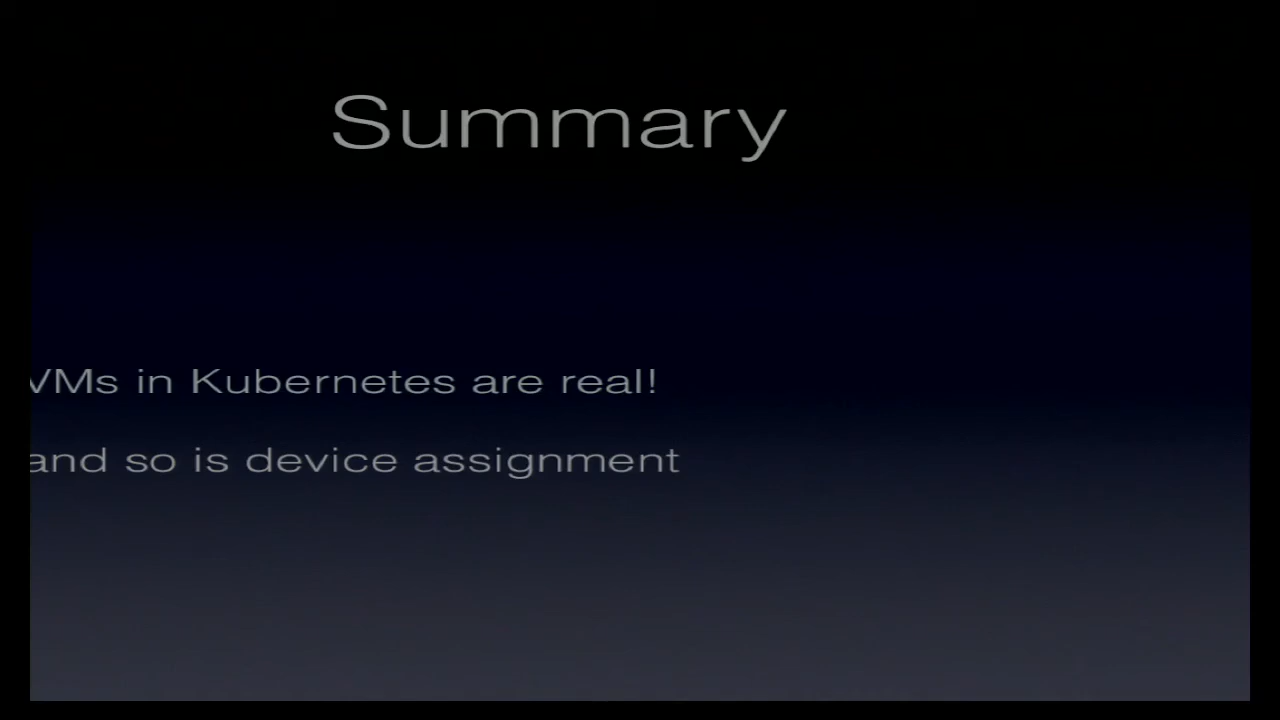 Summary
VMs in Kubernetes are real!
and so is device assignment